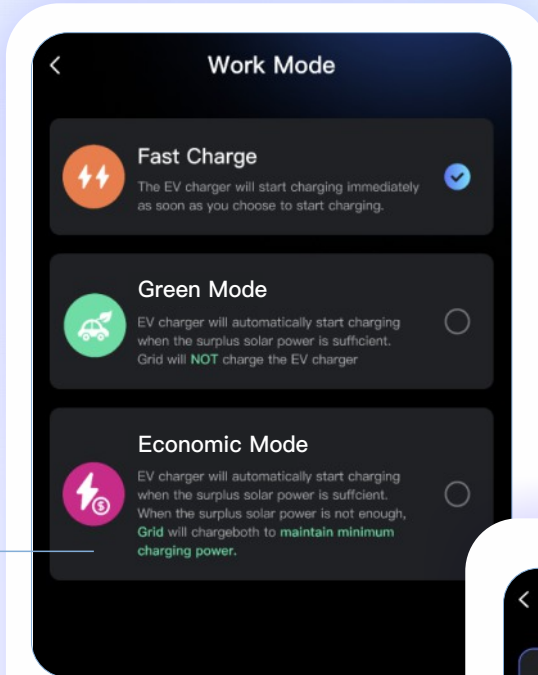 Work Mode
Fast Charge
The EV charger will start charging immediately
as soon as you choose to start charging.
Green Mode
EV charger will automatically start charging
when the surplus solar power is sufficient.
Grid will NOT charge the EV charger
Economic Mode
EV charger will automatically start charging
when the surplus solar power is suffcient.
When the surplus solar power is not enough,
Grid will chargeboth to maintain minimum
charging power.